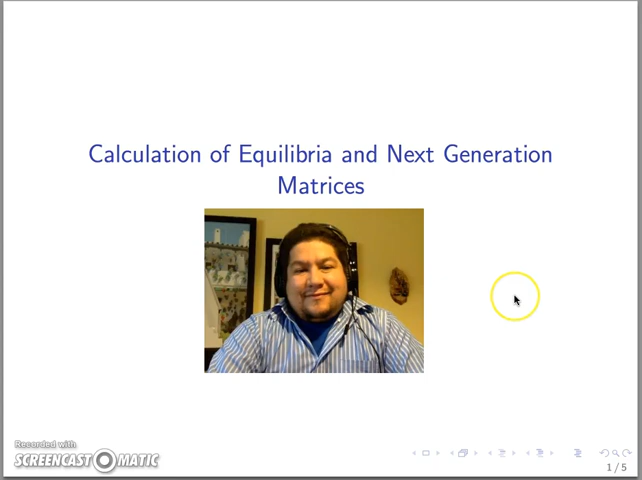 Calculation of Equilibria and Next Generation
Matrices
Recorded with
SCREENCAST-O-MATIC
1 / 5